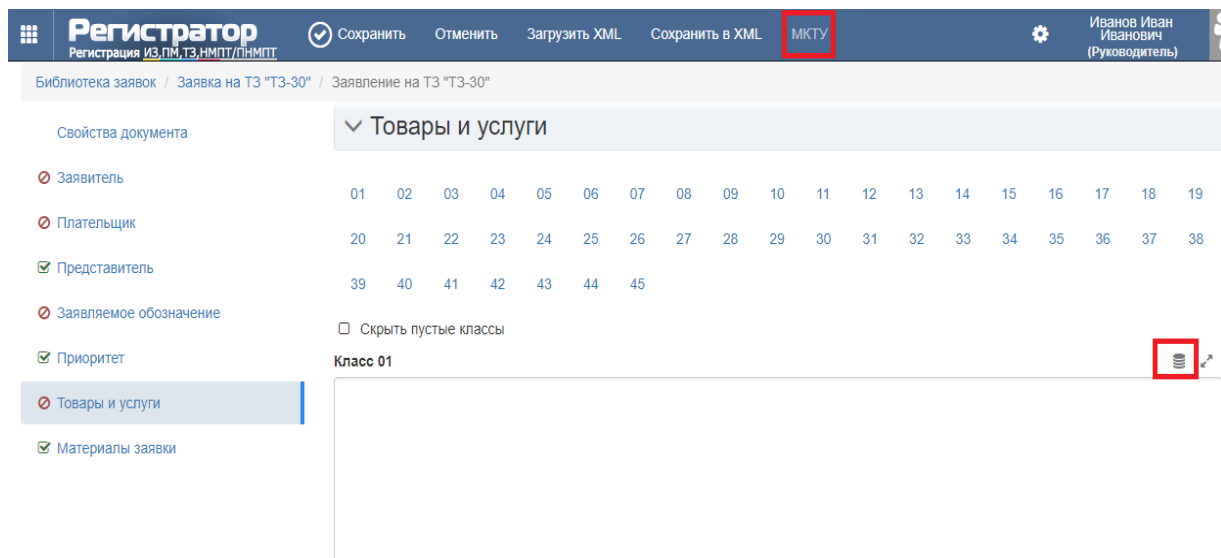 Регистратор
Регистрация ИЗ,ПМ,ТЗ,НМПТ/ПНМПТ
Сохранить Отменить Загрузить XML Сохранить в XML МКТУ
Иванов Иван
Иванович
(Руководитель)
Библиотека заявок / Заявка на ТЗ "ТЗ-30" / Заявление на ТЗ "ТЗ-30"
Свойства документа
Заявитель
Плательщик
Представитель
Заявляемое обозначение
Приоритет
Товары и услуги
Материалы заявки
Товары и услуги
01 02 03 04 05 06 07 08 09 10 11 12 13 14 15 16 17 18 19
20 21 22 23 24 25 26 27 28 29 30 31 32 33 34 35 36 37 38
39 40 41 42 43 44 45
Скрыть пустые классы
Класс 01